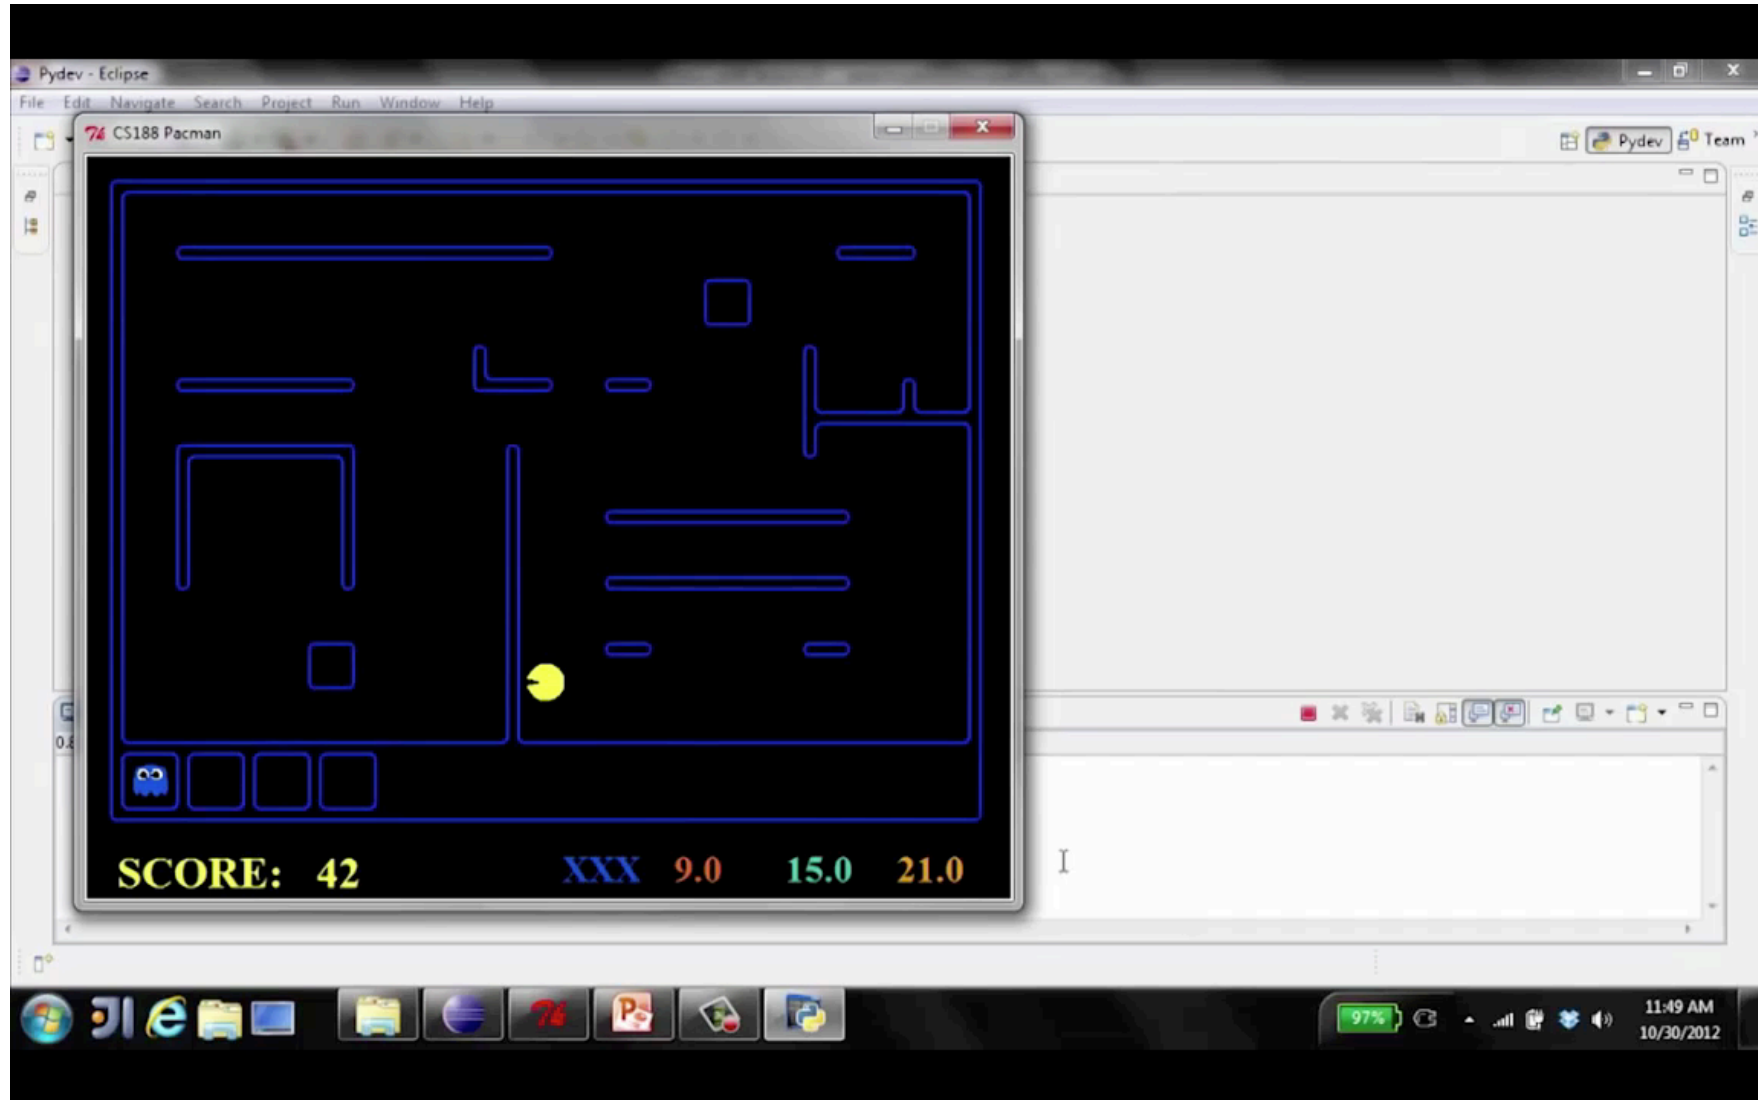 Pydev - Eclipse
File Edit Navigate Search Project Run Window Help
CS188 Pacman
Pydev Team
SCORE: 42 XXX 9.0 15.0 21.0
97%
11:49 AM
10/30/2012